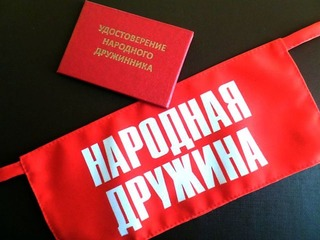 УДОСТОВЕРЕНИЕ
НАРОДНОГО
ДРУЖИННИКА
НАРОДНАЯ
ДРУЖИНА